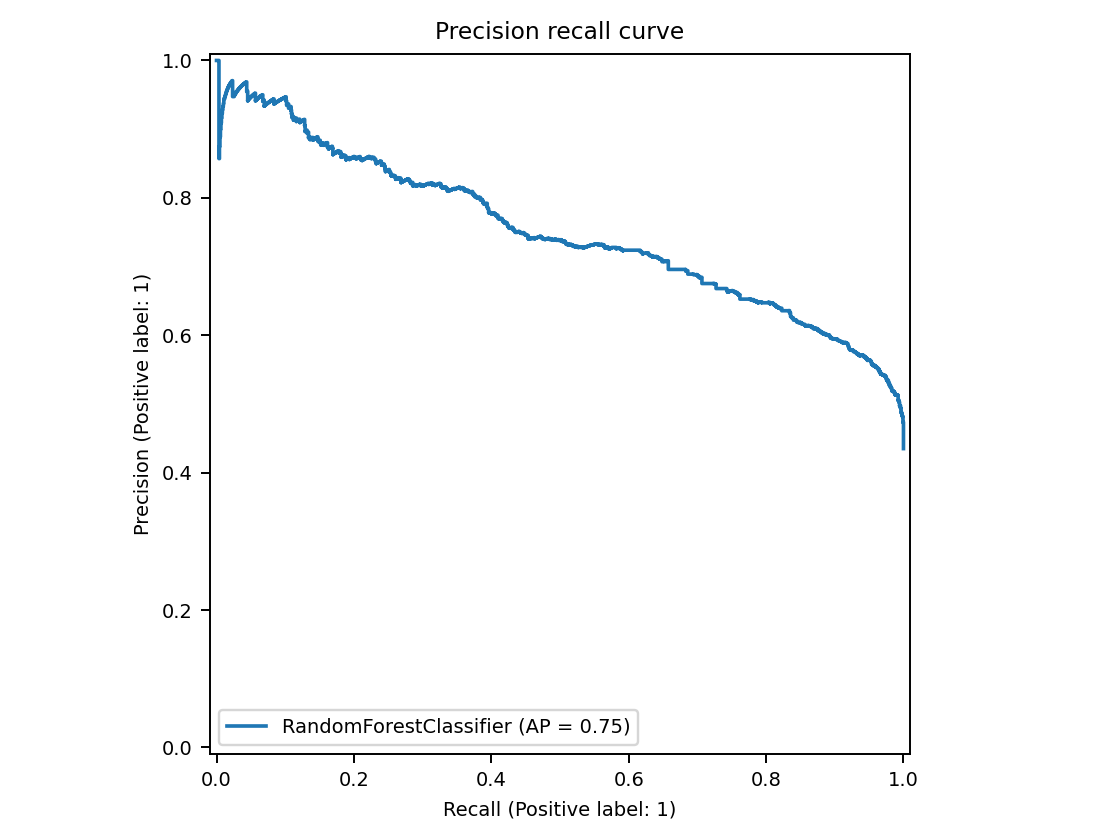 Precision recall curve
1.0
0.8
0.6
0.4
0.2
0.0
Precision (Positive label: 1)
RandomForestClassifier (AP = 0.75)
0.0 0.2 0.4 0.6 0.8 1.0
Recall (Positive label: 1)